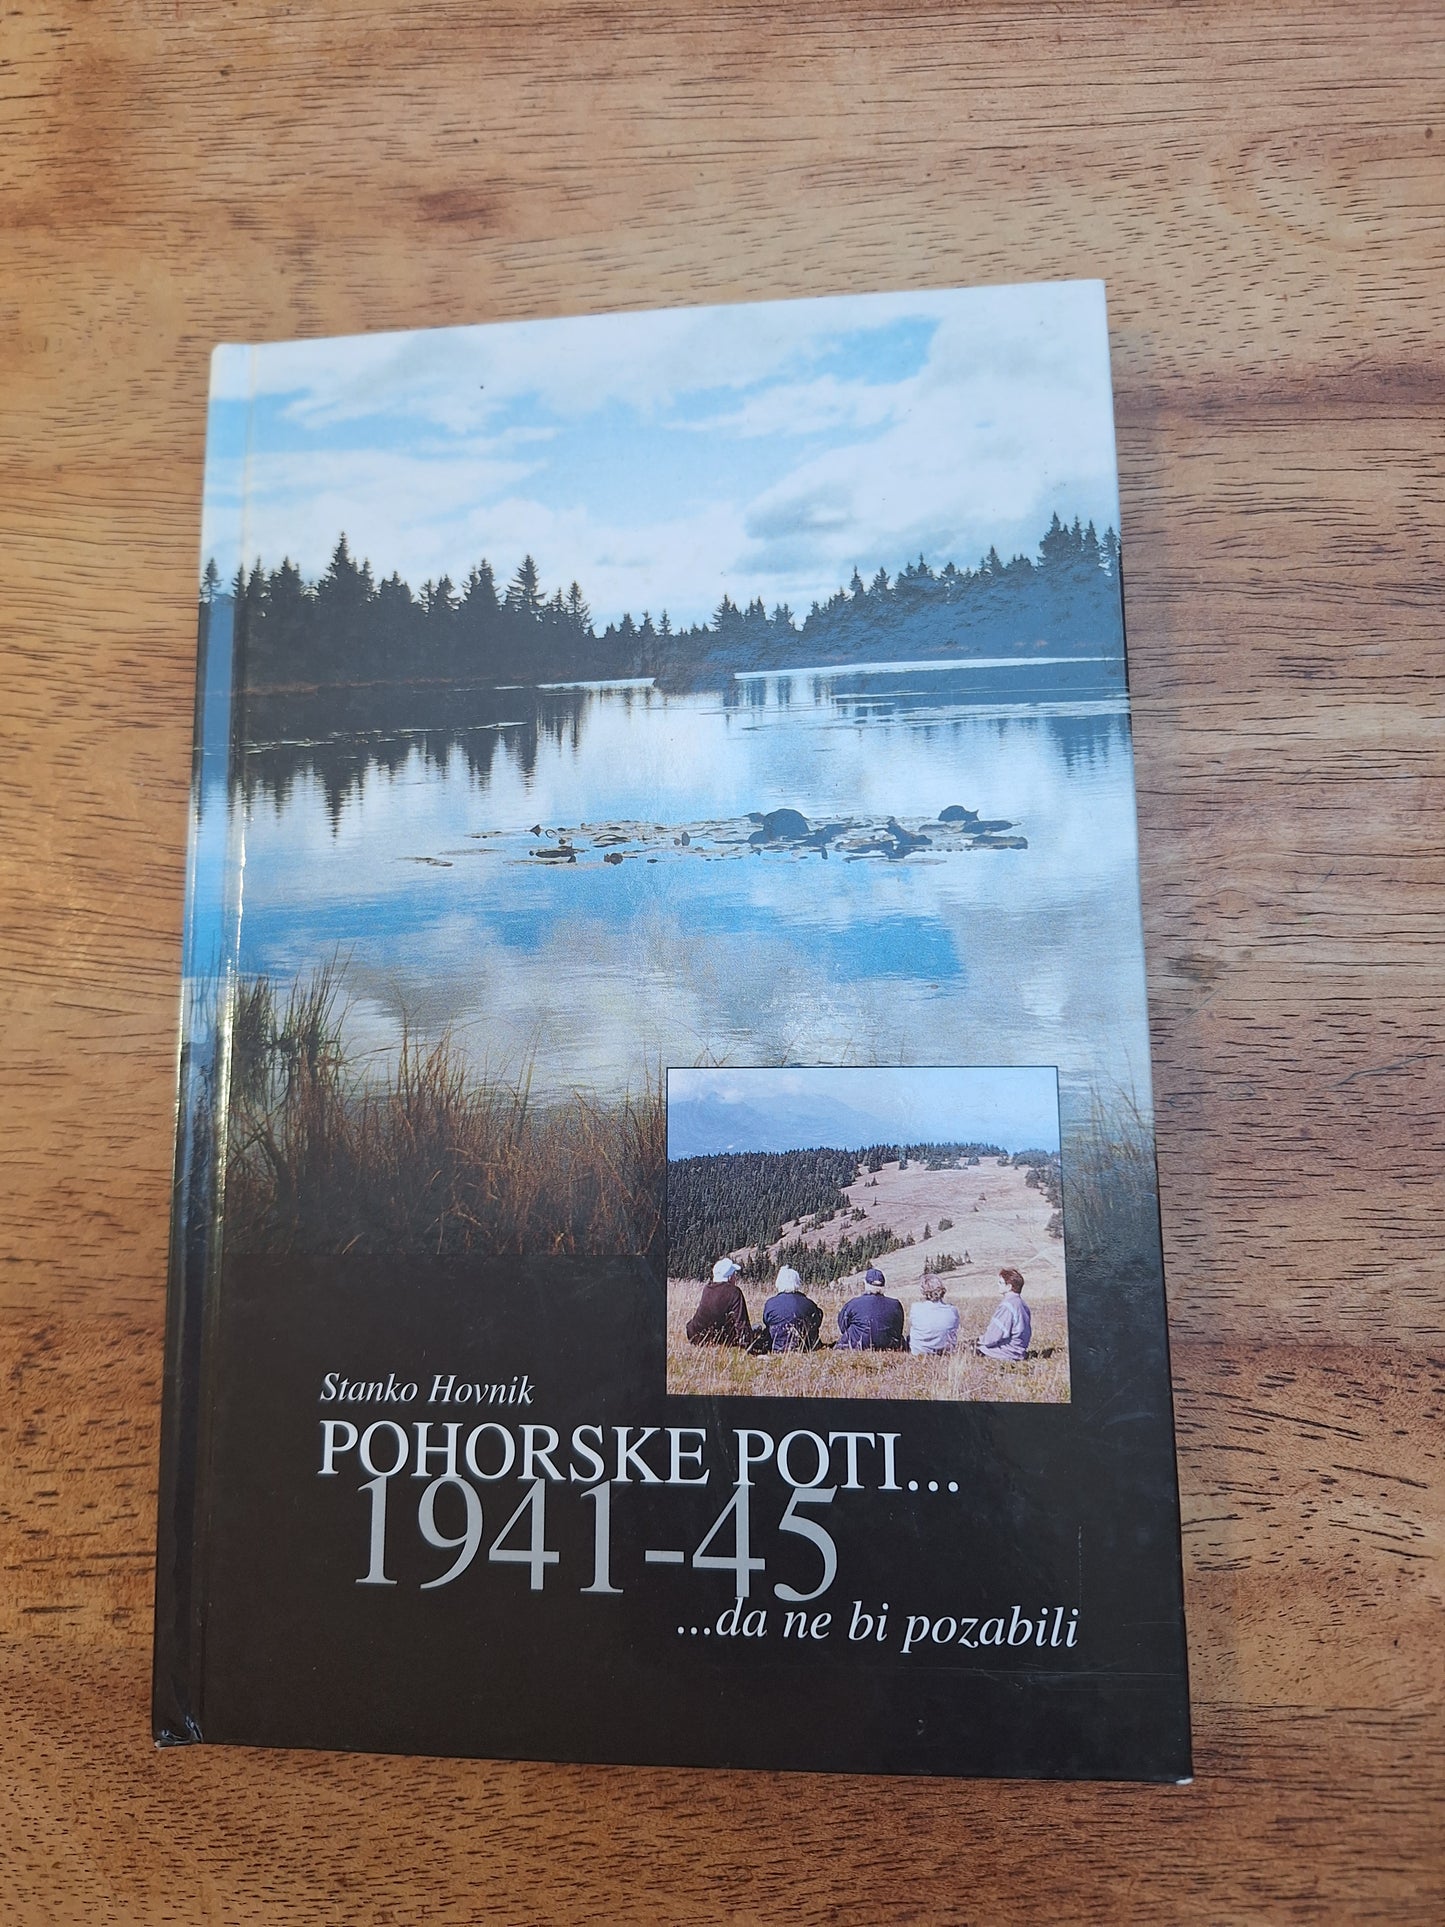 Stanko Hovnik
POHORSKE POTI...
1941-45
...da ne bi pozabili